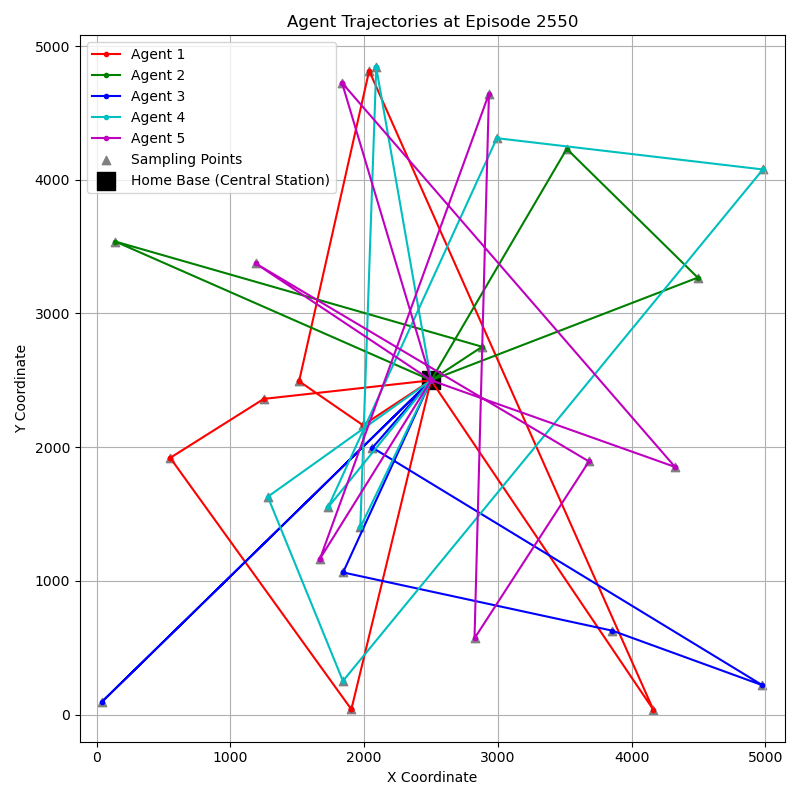 Agent Trajectories at Episode 2550
Agent 1
Agent 2
Agent 3
Agent 4
Agent 5
Sampling Points
Home Base (Central Station)
5000
4000
3000
2000
1000
0
Y Coordinate
0 1000 2000 3000 4000 5000
X Coordinate